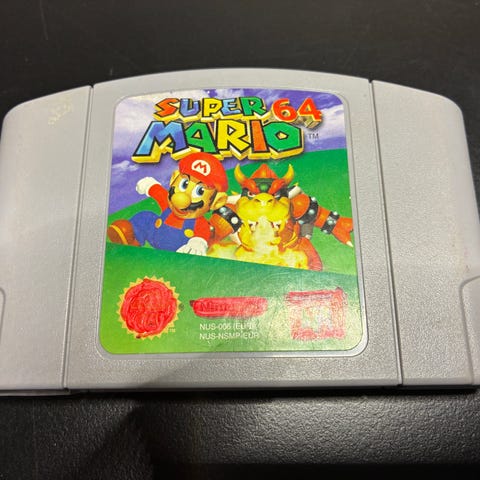 SUPER
MARIO 64
TM
M
NUS-006 (EUR)
NUS-NSMP-EUR